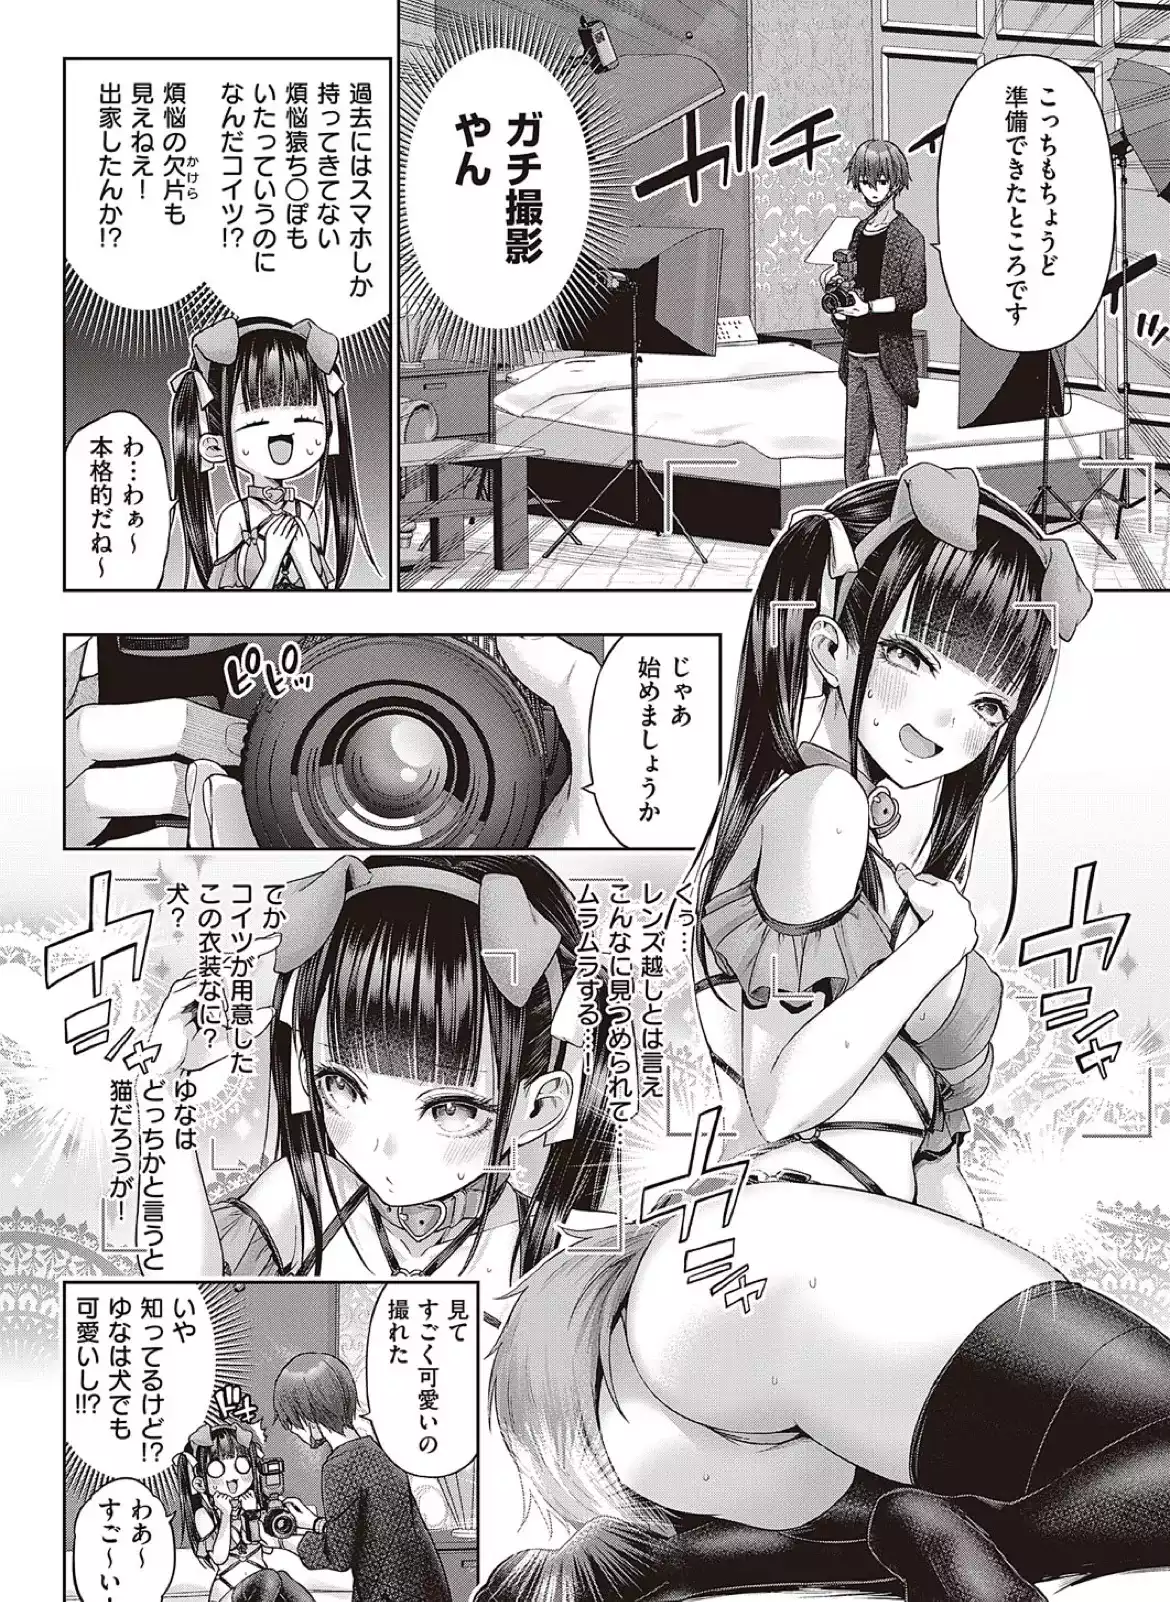 こっちもちょうど
準備できたところです
ガチッ
ガチ撮影
やん
過去にはスマホしか
持ってきてない
煩悩猿ち〇ぽも
いたっていうのに
なんだコイツ!?
煩悩の欠片も
かけら
見えねえ!
出家したんか!?
わ…わぁ〜
本格的だね〜
じゃあ
始めましょうか
ピピッ
くぅ…
レンズ越しとは言え
こんなに見つめられて…
ムラムラする…!
てか
コイツが用意した
この衣装なに?
犬?
ゆなは
どっちかと言うと
猫だろうが!
見て
すごく可愛いの
撮れた
いや
知ってるけど!?
ゆなは犬でも
可愛いし!!?
わあ〜
すご〜い!